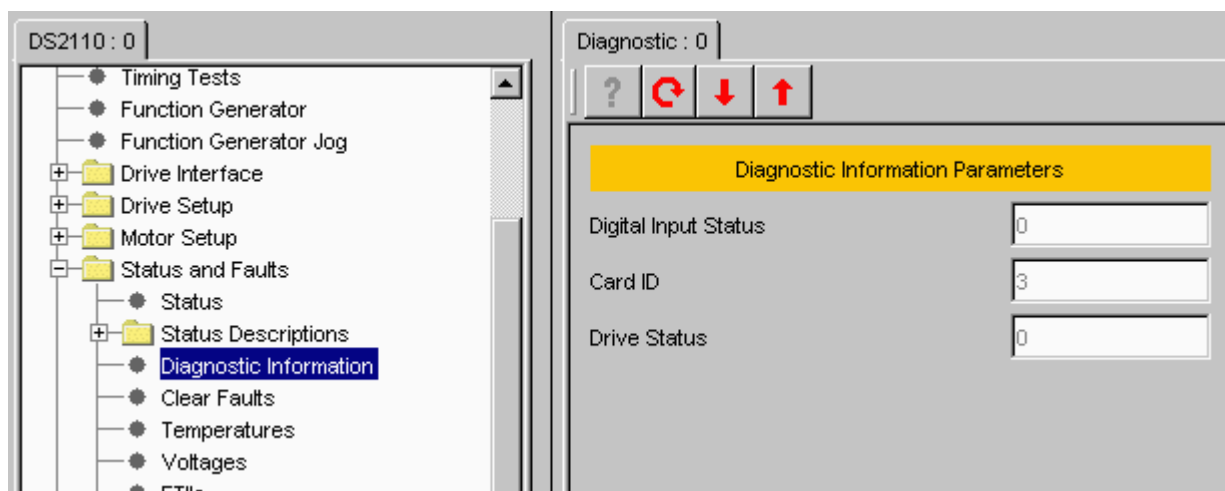 DS2110 : 0
Timing Tests
Function Generator
Function Generator Jog
Drive Interface
Drive Setup
Motor Setup
Status and Faults
Status
Status Descriptions
Diagnostic Information
Clear Faults
Temperatures
Voltages
Diagnostic : 0
?
Diagnostic Information Parameters
Digital Input Status 0
Card ID 3
Drive Status 0